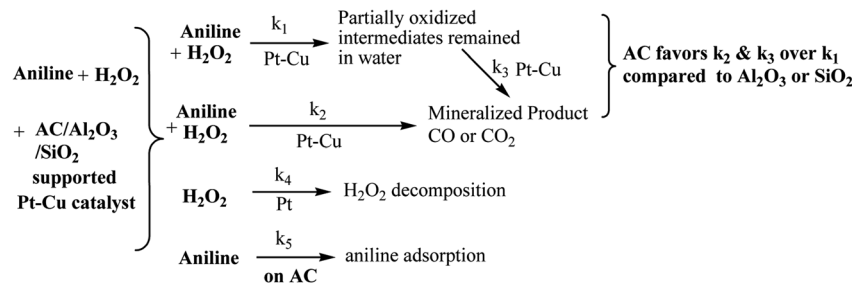 Aniline + H₂O₂
+ AC/Al₂O₃
/SiO₂
supported
Pt-Cu catalyst
Aniline
+ H₂O₂
k₁
Pt-Cu
Partially oxidized
intermediates remained
in water
k₃ Pt-Cu
Aniline
+ H₂O₂
k₂
Pt-Cu
Mineralized Product
CO or CO₂
H₂O₂
k₄
Pt
H₂O₂ decomposition
Aniline
k₅
on AC
aniline adsorption
AC favors k₂ & k₃ over k₁
compared to Al₂O₃ or SiO₂